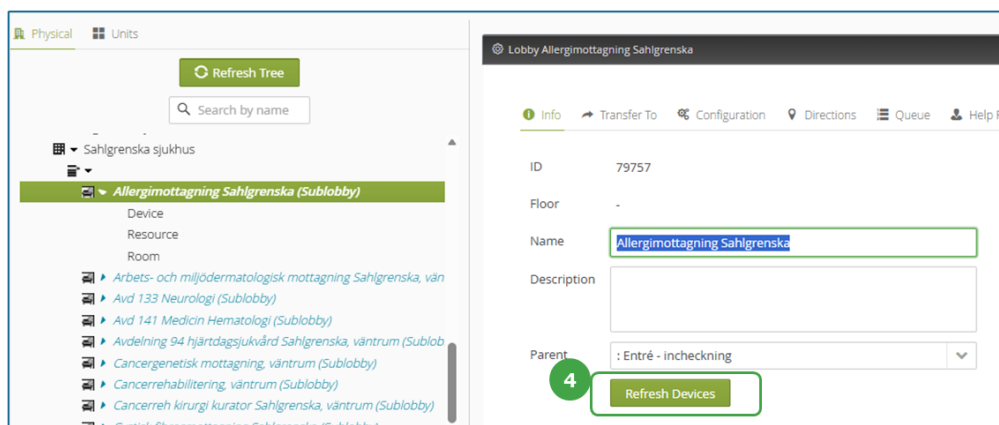 Physical
Units
Refresh Tree
Search by name
Sahlgrenska sjukhus
Allergimottagning Sahlgrenska (Sublobby)
Device
Resource
Room
Arbets- och miljödermatologisk mottagning Sahlgrenska, vän
Avd 133 Neurologi (Sublobby)
Avd 141 Medicin Hematologi (Sublobby)
Avdelning 94 hjärtdagsjukvård Sahlgrenska, väntrum (Sublob
Cancergenetisk mottagning, väntrum (Sublobby)
Cancerrehabilitering, väntrum (Sublobby)
Cancerreh kirurgi kurator Sahlgrenska, väntrum (Sublobby)
Lobby Allergimottagning Sahlgrenska
Info Transfer To Configuration Directions Queue Help
ID 79757
Floor -
Name Allergimottagning Sahlgrenska
Description
Parent : Entré - incheckning
4
Refresh Devices